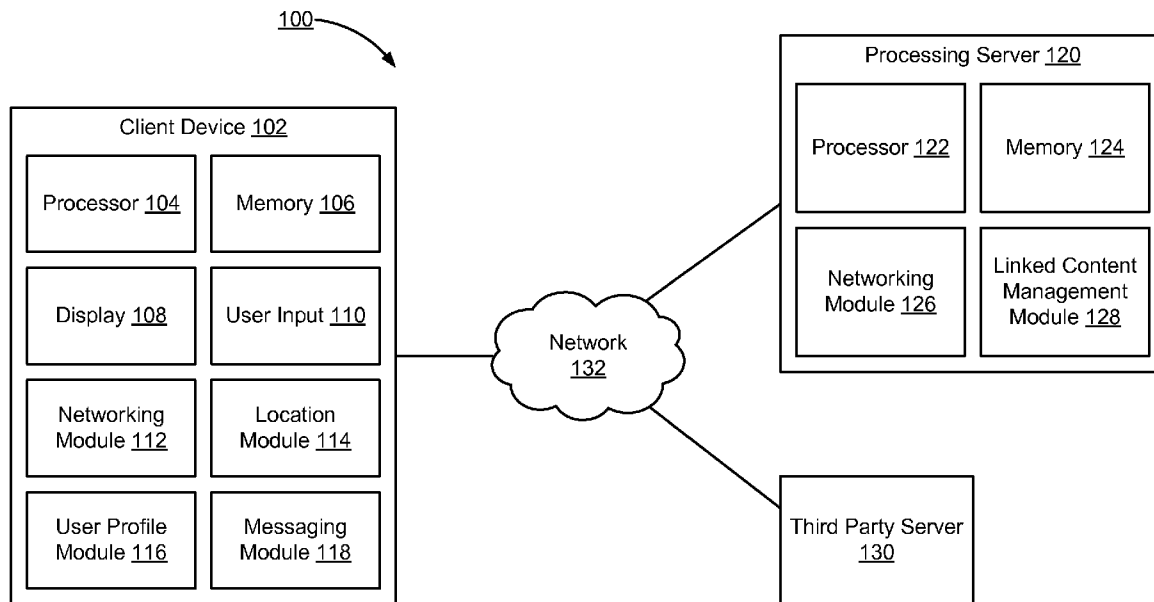 100
Client Device 102
Processor 104
Memory 106
Display 108
User Input 110
Networking
Module 112
Location
Module 114
User Profile
Module 116
Messaging
Module 118
Network
132
Processing Server 120
Processor 122
Memory 124
Networking
Module 126
Linked Content
Management
Module 128
Third Party Server
130